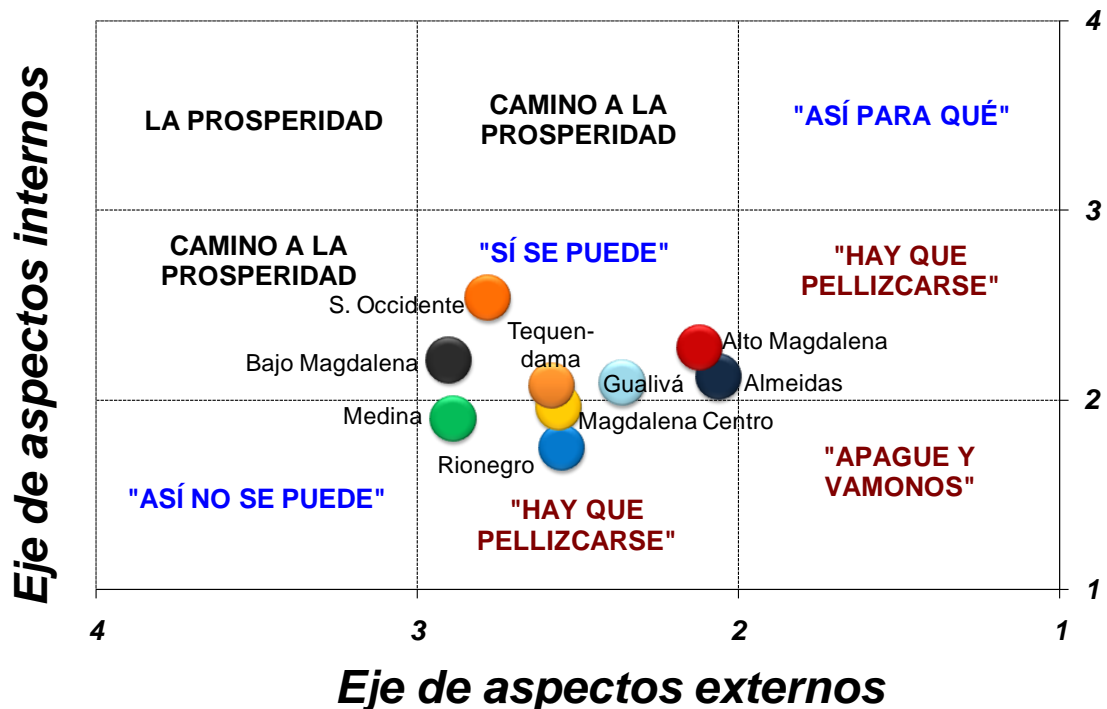 4
Eje de aspectos internos
LA PROSPERIDAD
CAMINO A LA
PROSPERIDAD
"ASÍ PARA QUÉ"
3
CAMINO A LA
PROSPERIDAD
"SÍ SE PUEDE"
"HAY QUE
PELLIZCARSE"
S. Occidente
Tequen-
dama
Alto Magdalena
Bajo Magdalena
Gualivá
Almeidas
2
Medina
Magdalena Centro
Rionegro
"ASÍ NO SE PUEDE"
"HAY QUE
PELLIZCARSE"
"APAGUE Y
VAMONOS"
1
4
3
2
1
Eje de aspectos externos